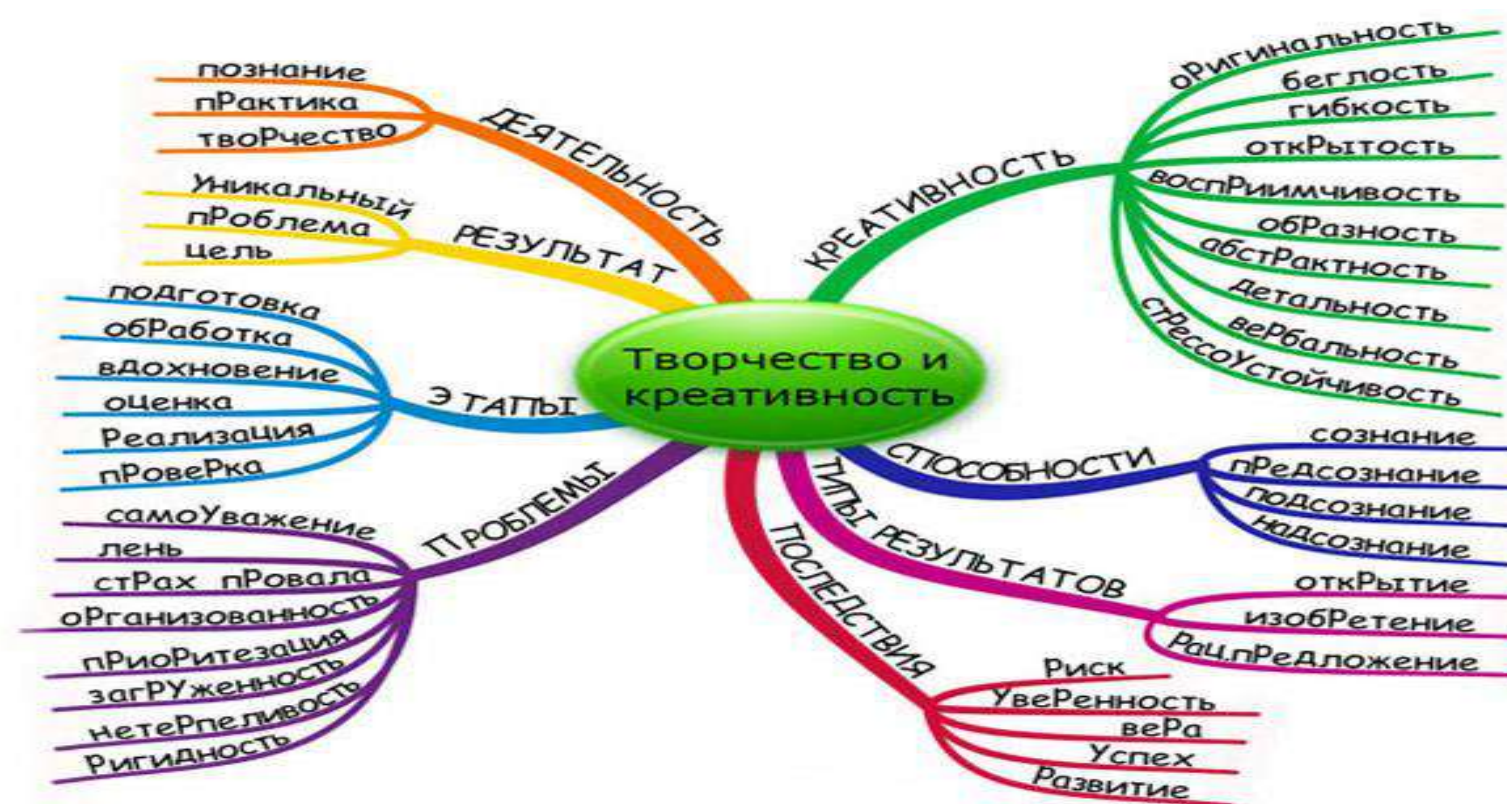 Творчество и
креативность
ДЕЯТЕЛЬНОСТЬ
познание
пРактика
твоРчество
РЕЗУЛЬТАТ
Уникальный
пРоблема
цель
ЭТАПЫ
подготовка
обРаботка
вдохновение
оценка
Реализация
пРовеРка
ПРОБЛЕМЫ
самоУважение
лень
стРах пРовала
оРганизованность
пРиоРитезация
загРУженность
нетеРпеливость
Ригидность
КРЕАТИВНОСТЬ
оРигинальность
беглость
гибкость
откРытость
воспРиимчивость
обРазность
абстРактность
детальность
веРбальность
стРессоУстойчивость
СПОСОБНОСТИ
сознание
пРедсознание
подсознание
надсознание
ТИПЫ РЕЗУЛЬТАТОВ
откРытие
изобРетение
Рац.пРедложение
ПОСЛЕДСТВИЯ
Риск
УвеРенность
веРа
Успех
Развитие